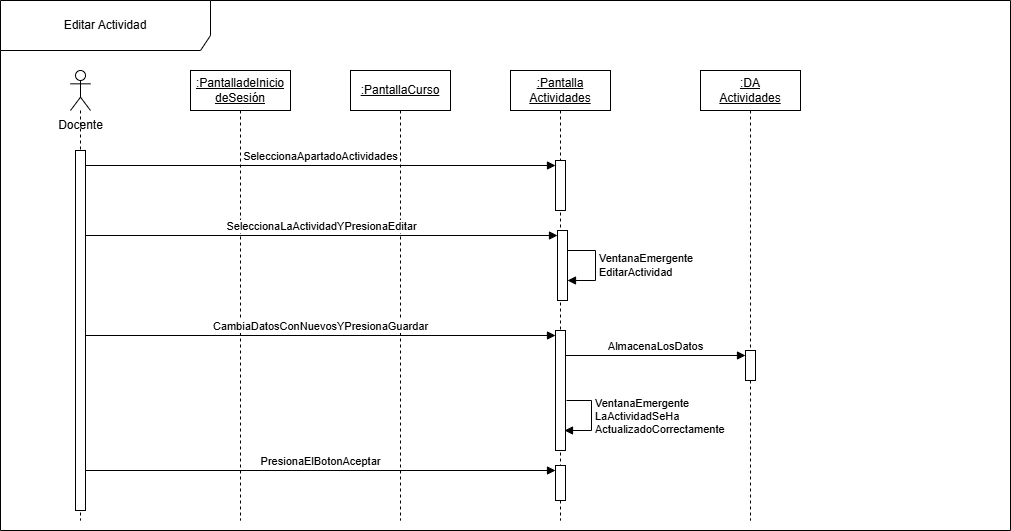 Editar Actividad
:PantalladeInicio
deSesión
:PantallaCurso
:Pantalla
Actividades
:DA
Actividades
Docente
SeleccionaApartadoActividades
SeleccionaLaActividadYPresionaEditar
VentanaEmergente
EditarActividad
CambiaDatosConNuevosYPresionaGuardar
AlmacenaLosDatos
VentanaEmergente
LaActividadSeHa
ActualizadoCorrectamente
PresionaElBotonAceptar